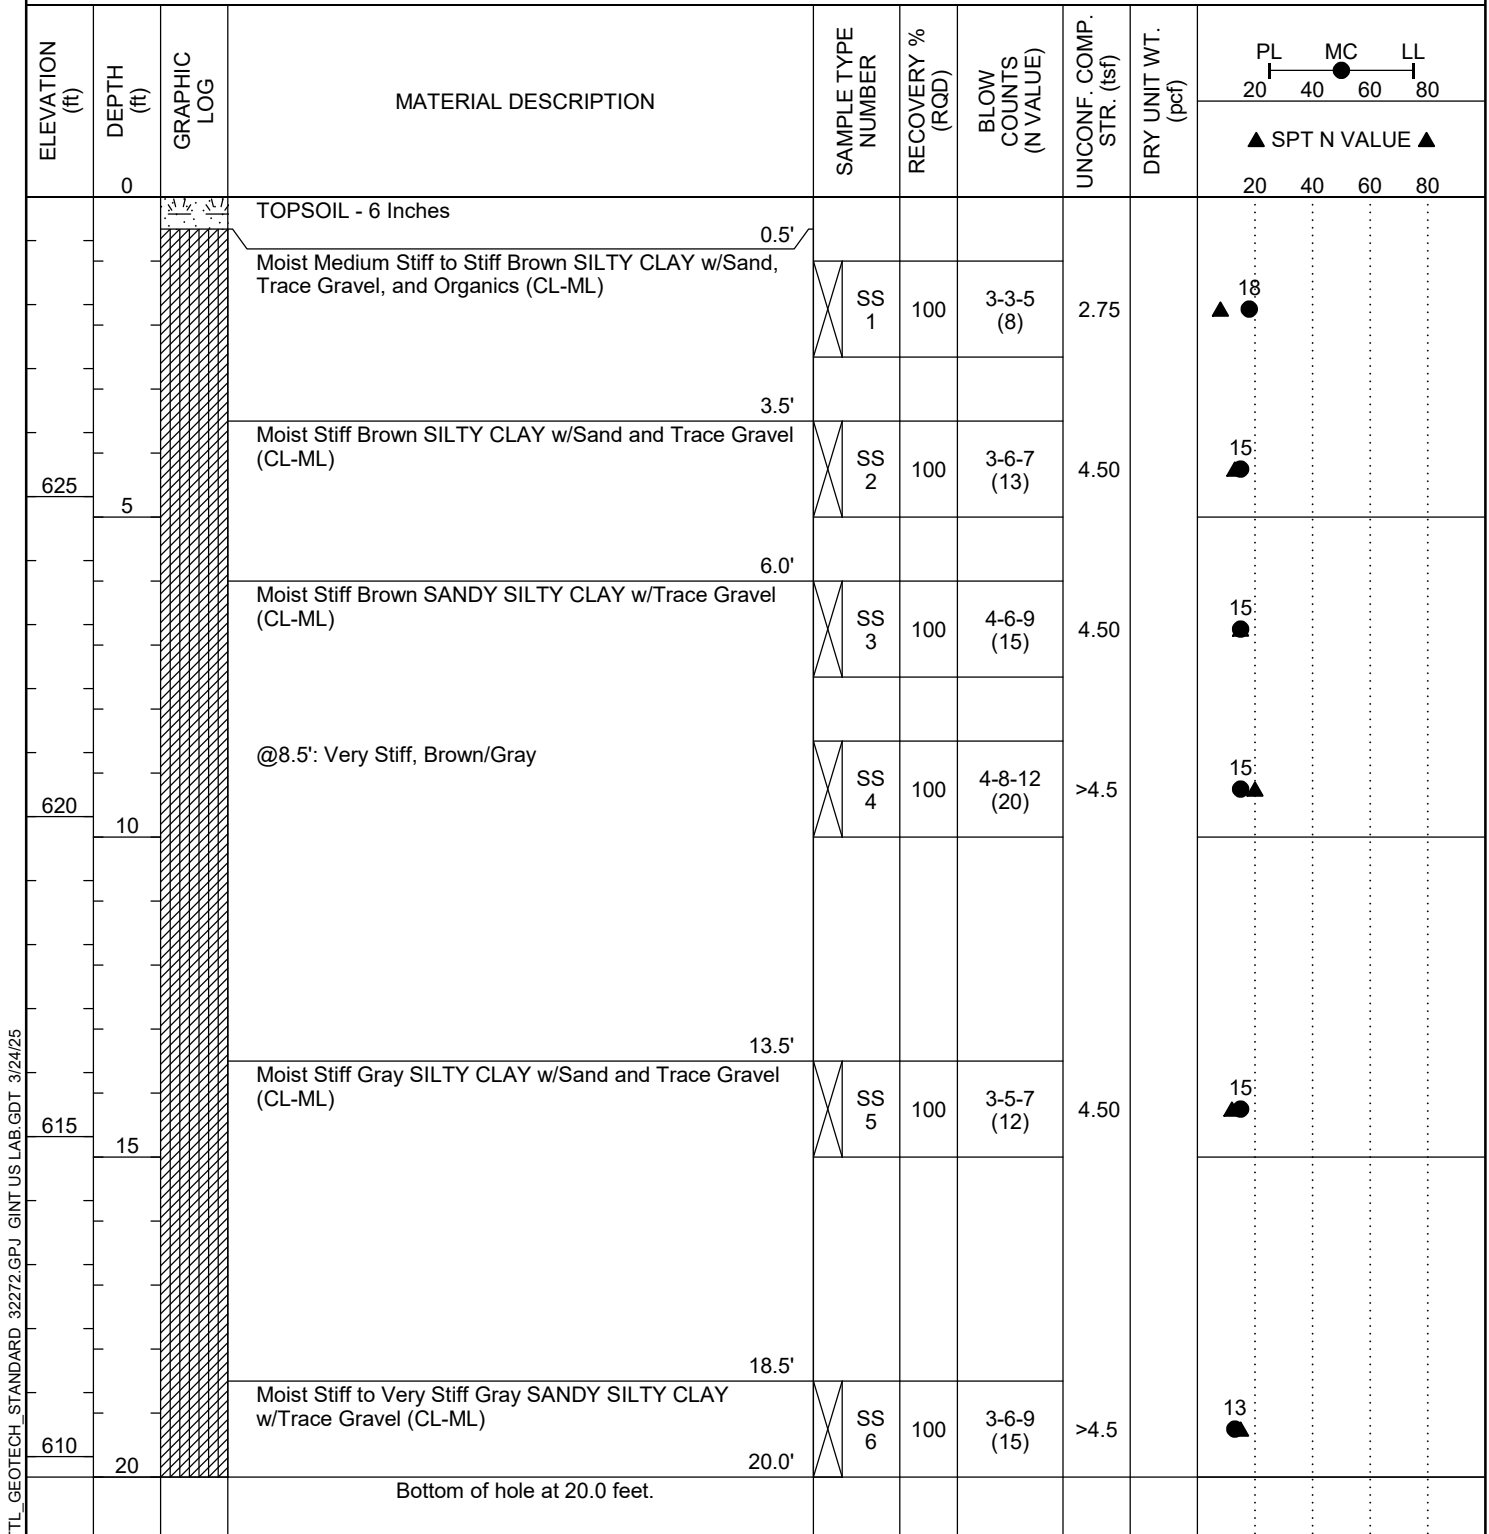 ELEVATION
(ft)
DEPTH
(ft)
GRAPHIC
LOG
MATERIAL DESCRIPTION
SAMPLE TYPE
NUMBER
RECOVERY %
(RQD)
BLOW
COUNTS
(N VALUE)
UNCONF. COMP.
STR. (tsf)
DRY UNIT WT.
(pcf)
PL MC LL
20 40 60 80
▲ SPT N VALUE ▲
20 40 60 80
0
TOPSOIL - 6 Inches
0.5'
Moist Medium Stiff to Stiff Brown SILTY CLAY w/Sand,
Trace Gravel, and Organics (CL-ML)
SS
1
100
3-3-5
(8)
2.75
18
3.5'
Moist Stiff Brown SILTY CLAY w/Sand and Trace Gravel
(CL-ML)
SS
2
100
3-6-7
(13)
4.50
15
625
5
6.0'
Moist Stiff Brown SANDY SILTY CLAY w/Trace Gravel
(CL-ML)
SS
3
100
4-6-9
(15)
4.50
15
@8.5': Very Stiff, Brown/Gray
SS
4
100
4-8-12
(20)
>4.5
15
620
10
13.5'
Moist Stiff Gray SILTY CLAY w/Sand and Trace Gravel
(CL-ML)
SS
5
100
3-5-7
(12)
4.50
15
615
15
18.5'
Moist Stiff to Very Stiff Gray SANDY SILTY CLAY
w/Trace Gravel (CL-ML)
SS
6
100
3-6-9
(15)
>4.5
13
610
20
20.0'
Bottom of hole at 20.0 feet.
TTL_GEOTECH_STANDARD 32272.GPJ GINT US LAB.GDT 3/24/25